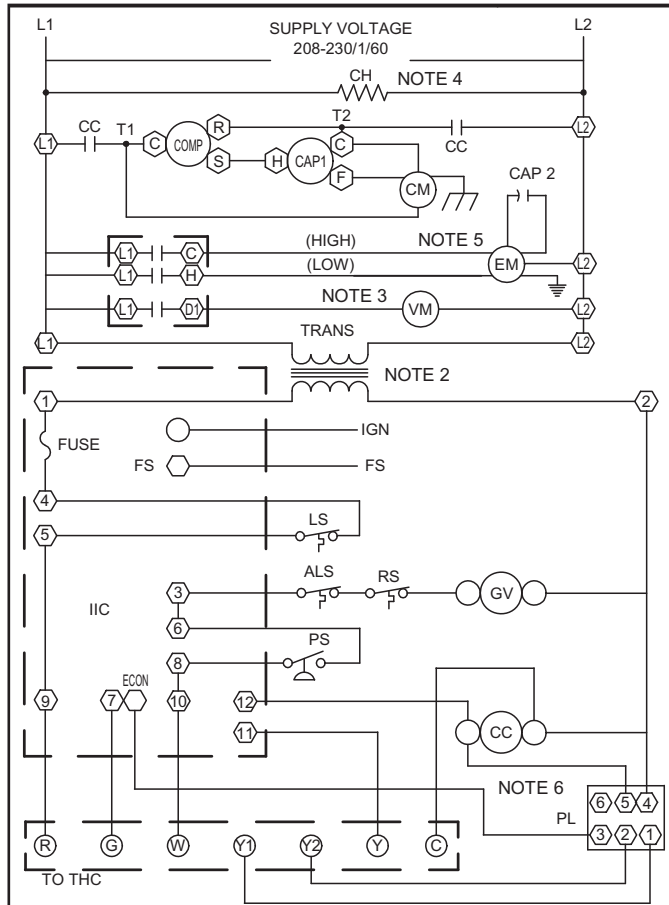 L1 SUPPLY VOLTAGE L2
208-230/1/60
CH NOTE 4
CC T1 R T2
L1 C COMP C CC L2
S H CAP1
F CM CAP 2
(HIGH) NOTE 5
L1 C
(LOW)
L1 H EM L2
NOTE 3
L1 D1 VM L2
TRANS
L1 L2
NOTE 2
1 2
FUSE IGN
FS FS
4
LS
5
ALS RS
3 GV
IIC 6
PS
8
ECON
9 7 10 12
CC
11
NOTE 6
6 5 4
PL
3 2 1
R G W Y1 Y2 Y C
TO THC